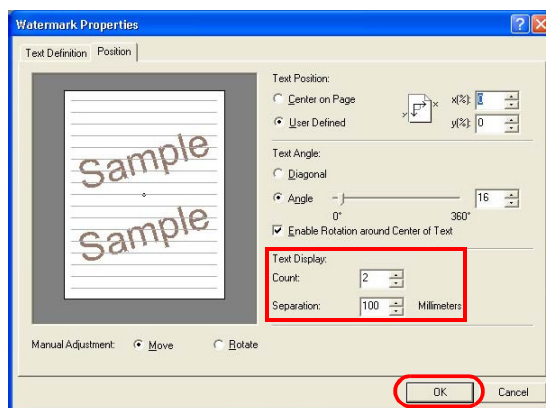 Watermark Properties
Text Definition Position
Text Position:
Center on Page
x(%): 0
User Defined
y(%): 0
x
y
Text Angle:
Diagonal
Angle 16
0° 360°
Enable Rotation around Center of Text
Text Display:
Count: 2
Separation: 100 Millimeters
Sample
Sample
Manual Adjustment: Move Rotate
OK Cancel